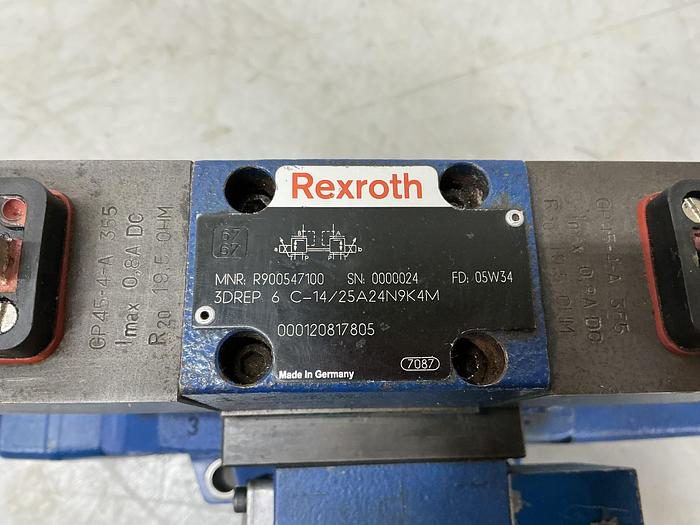 Rexroth
MNR: R900547100 SN: 0000024 FD: 05W34
3DREP 6 C-14/25A24N9K4M
000120817805
7087
Made in Germany
GP45-4-A 355
Imax 0,8A DC
R20 19,5 OHM
3